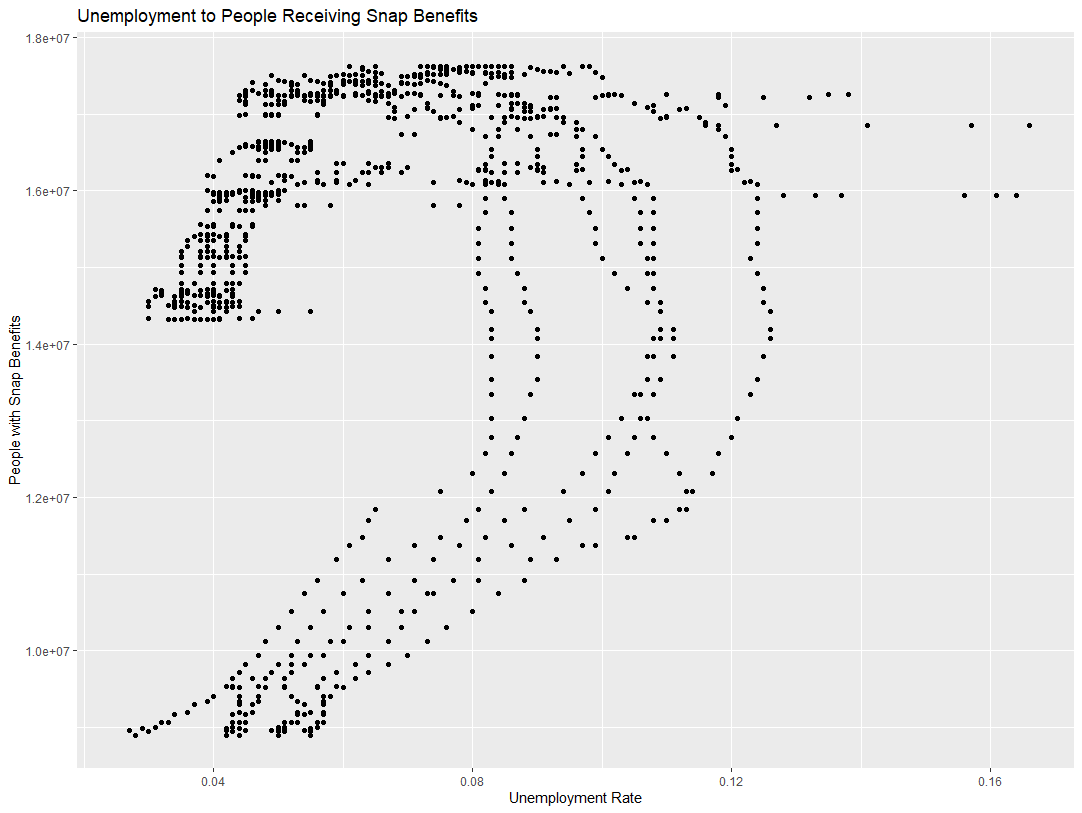 Unemployment to People Receiving Snap Benefits
People with Snap Benefits
1.8e+07
1.6e+07
1.4e+07
1.2e+07
1.0e+07
0.04 0.08 0.12 0.16
Unemployment Rate